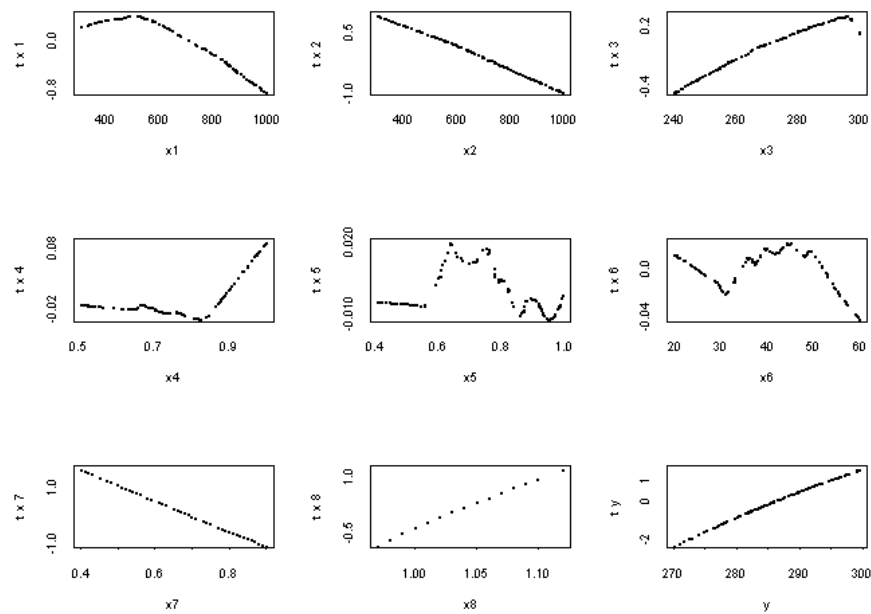 t x 1
0.0
-0.8
400 600 800 1000
x1
t x 2
0.5
-1.0
400 600 800 1000
x2
t x 3
0.2
-0.4
240 260 280 300
x3
t x 4
0.08
-0.02
0.5 0.7 0.9
x4
t x 5
0.020
-0.010
0.4 0.6 0.8 1.0
x5
t x 6
0.0
-0.04
20 30 40 50 60
x6
t x 7
1.0
-1.0
0.4 0.6 0.8
x7
t x 8
1.0
-0.5
1.00 1.05 1.10
x8
t y
1
0
-2
270 280 290 300
y